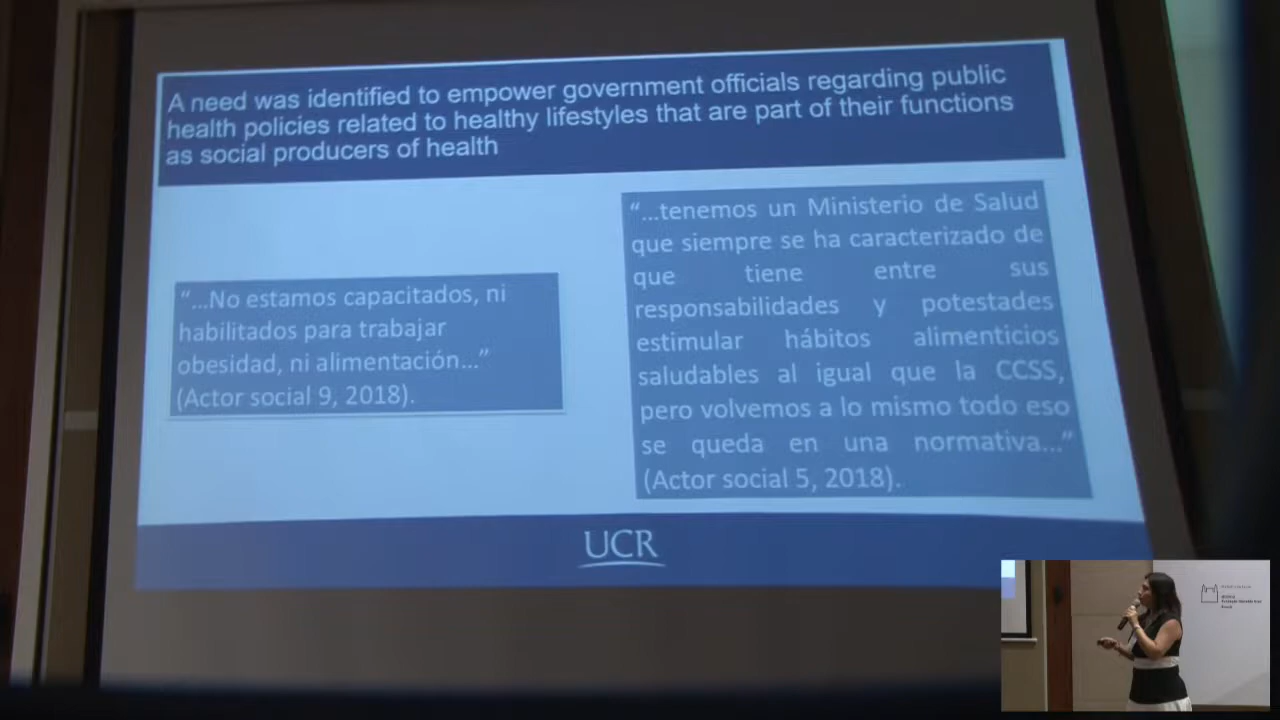 A need was identified to empower government officials regarding public
health policies related to healthy lifestyles that are part of their functions
as social producers of health
“...No estamos capacitados, ni
habilitados para trabajar
obesidad, ni alimentación...”
(Actor social 9, 2018).
“...tenemos un Ministerio de Salud
que siempre se ha caracterizado de
que tiene entre sus
responsabilidades y potestades
estimular hábitos alimenticios
saludables al igual que la CCSS,
pero volvemos a lo mismo todo eso
se queda en una normativa...”
(Actor social 5, 2018).
UCR